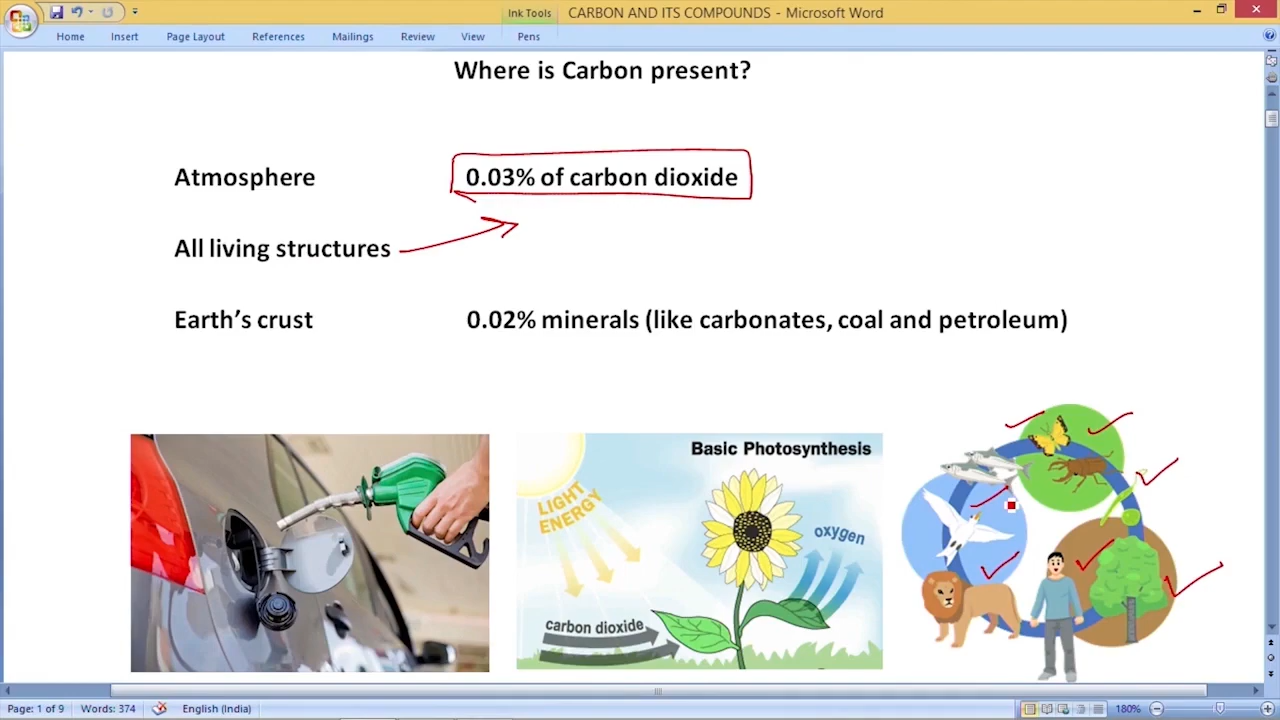 Ink Tools
CARBON AND ITS COMPOUNDS - Microsoft Word
Home Insert Page Layout References Mailings Review View Pens
Where is Carbon present?
Atmosphere 0.03% of carbon dioxide
All living structures
Earth’s crust 0.02% minerals (like carbonates, coal and petroleum)
Basic Photosynthesis
LIGHT
ENERGY
oxygen
carbon dioxide
Page: 1 of 9 Words: 374 English (India) 180%